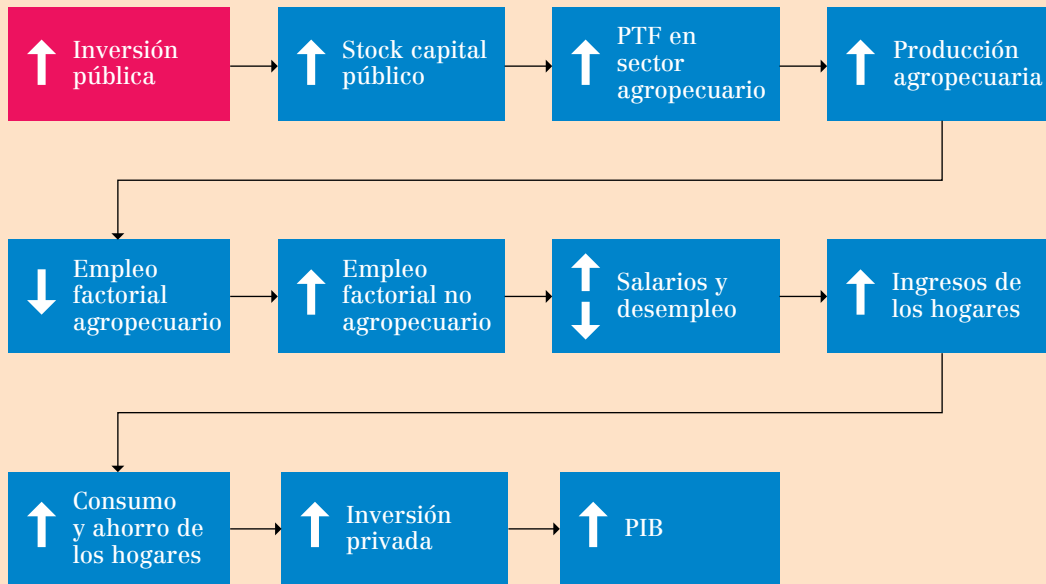 Inversión
pública
Stock capital
público
PTF en
sector
agropecuario
Producción
agropecuaria
Empleo
factorial
agropecuario
Empleo
factorial no
agropecuario
Salarios y
desempleo
Ingresos de
los hogares
Consumo
y ahorro de
los hogares
Inversión
privada
PIB